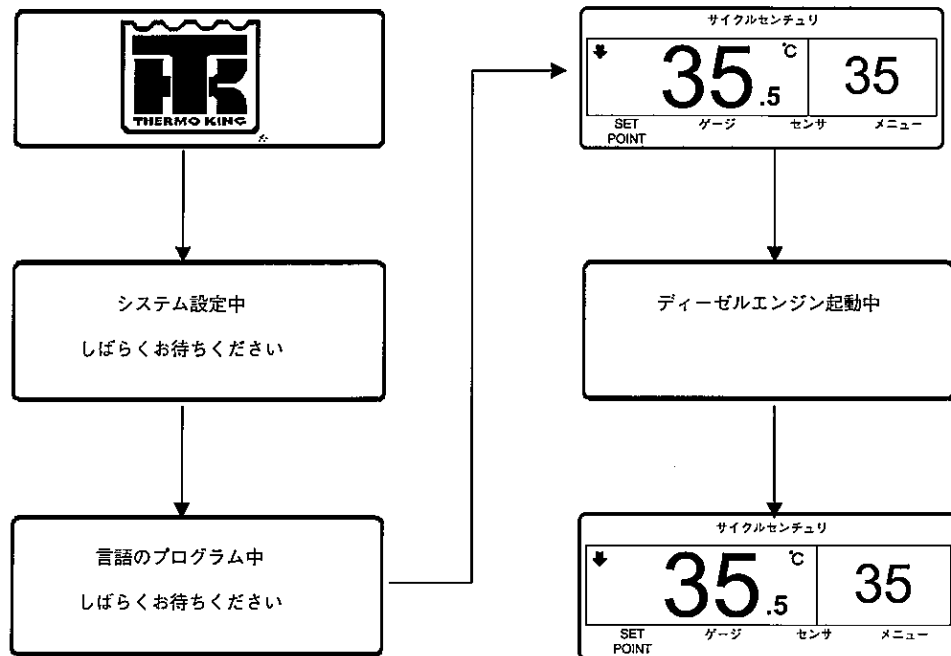 THERMO KING
システム設定中
しばらくお待ちください
言語のプログラム中
しばらくお待ちください
サイクルセンチュリ
35.5 ℃ 35
SET POINT ゲージ センサ メニュー
ディーゼルエンジン起動中
サイクルセンチュリ
35.5 ℃ 35
SET POINT ゲージ センサ メニュー